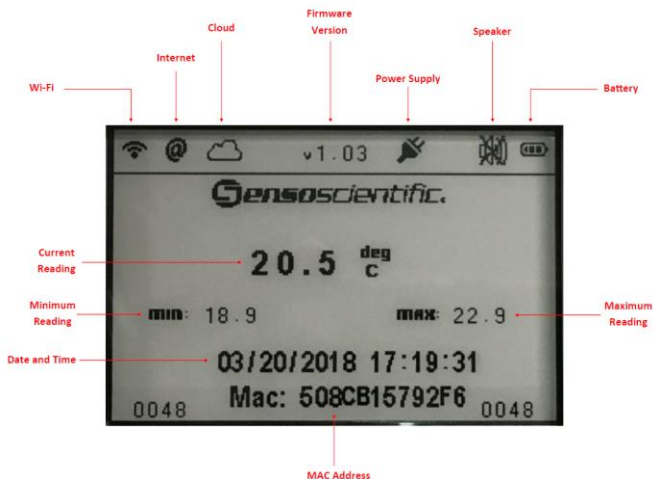 Firmware
Version
Cloud
Speaker
Internet
Power Supply
Wi-Fi
Battery
@
v1.03
Sensoscientific.
Current
Reading
20.5 deg C
Minimum
Reading
min: 18.9
max: 22.9
Maximum
Reading
Date and Time
03/20/2018 17:19:31
Mac: 508CB15792F6
0048
0048
MAC Address